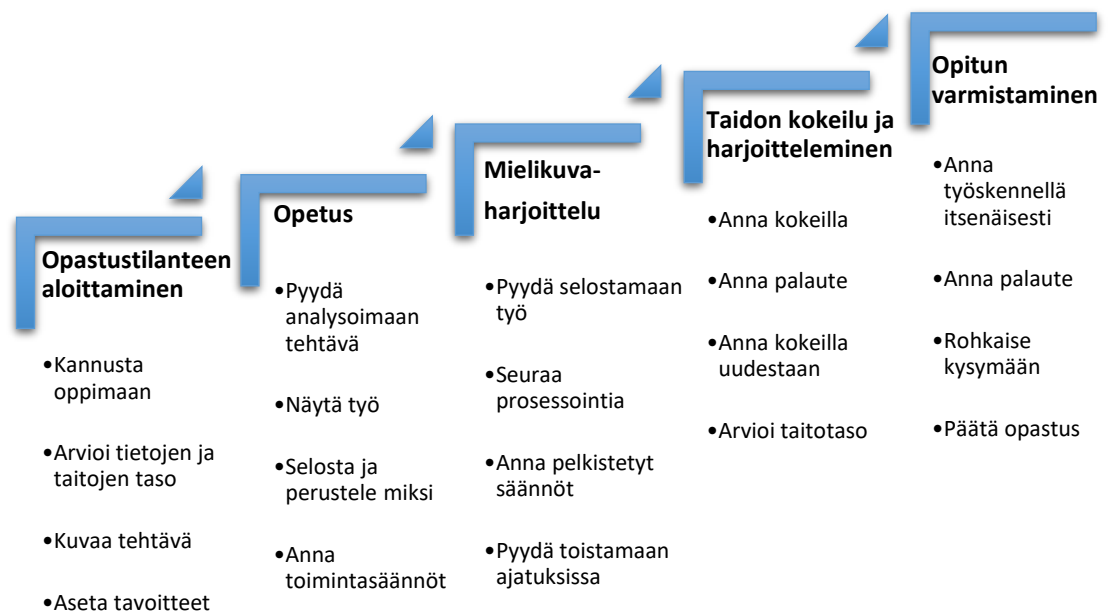 Opastustilanteen
aloittaminen
•Kannusta
oppimaan
•Arvioi tietojen ja
taitojen taso
•Kuvaa tehtävä
•Aseta tavoitteet
Opetus
•Pyydä
analysoimaan
tehtävä
•Näytä työ
•Selosta ja
perustele miksi
•Anna
toimintasäännöt
Mielikuva-
harjoittelu
•Pyydä selostamaan
työ
•Seuraa
prosessointia
•Anna pelkistetyt
säännöt
•Pyydä toistamaan
ajatuksissa
Taidon kokeilu ja
harjoitteleminen
•Anna kokeilla
•Anna palaute
•Anna kokeilla
uudestaan
•Arvioi taitotaso
Opitun
varmistaminen
•Anna
työskennellä
itsenäisesti
•Anna palaute
•Rohkaise
kysymään
•Päätä opastus